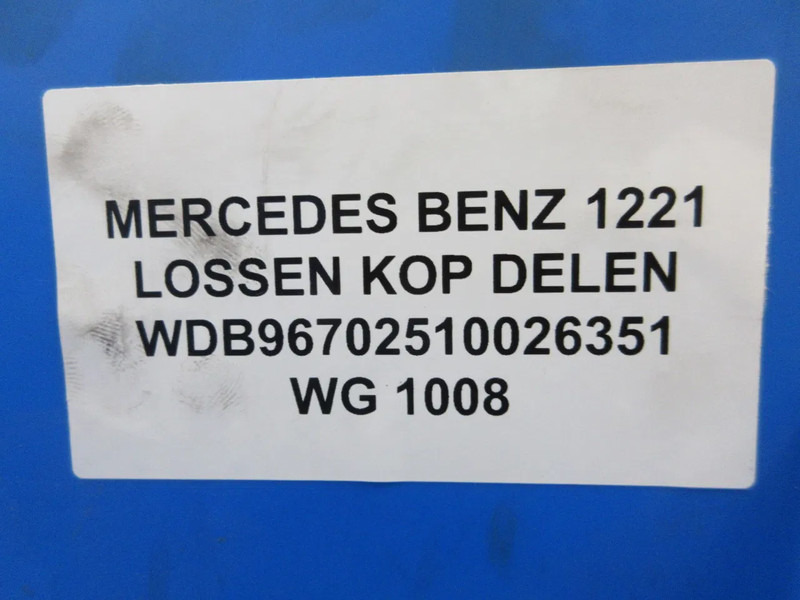 MERCEDES BENZ 1221
LOSSEN KOP DELEN
WDB96702510026351
WG 1008